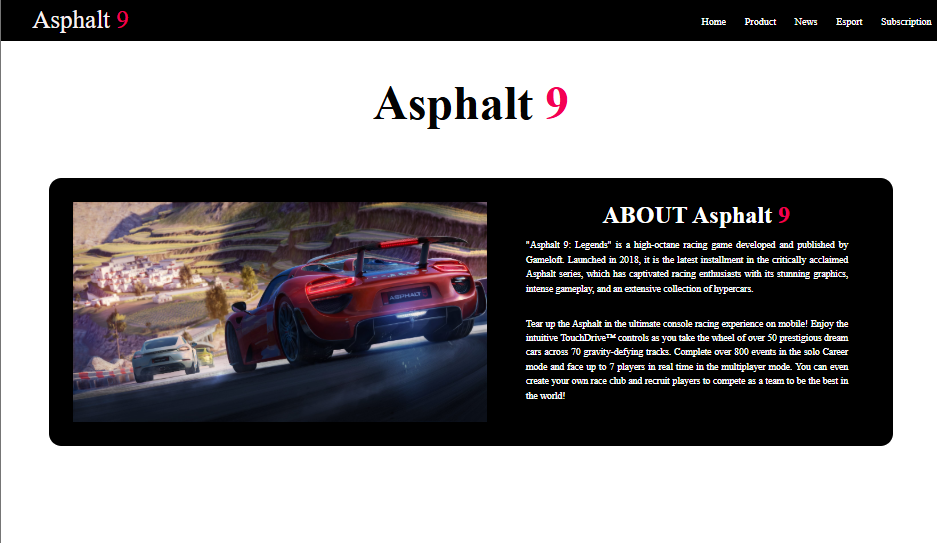 Asphalt 9
Home Product News Esport Subscription
Asphalt 9
ABOUT Asphalt 9
"Asphalt 9: Legends" is a high-octane racing game developed and published by
Gameloft. Launched in 2018, it is the latest installment in the critically acclaimed
Asphalt series, which has captivated racing enthusiasts with its stunning graphics,
intense gameplay, and an extensive collection of hypercars.
Tear up the Asphalt in the ultimate console racing experience on mobile! Enjoy the
intuitive TouchDrive™ controls as you take the wheel of over 50 prestigious dream
cars across 70 gravity-defying tracks. Complete over 800 events in the solo Career
mode and face up to 7 players in real time in the multiplayer mode. You can even
create your own race club and recruit players to compete as a team to be the best in
the world!
ASPHALT